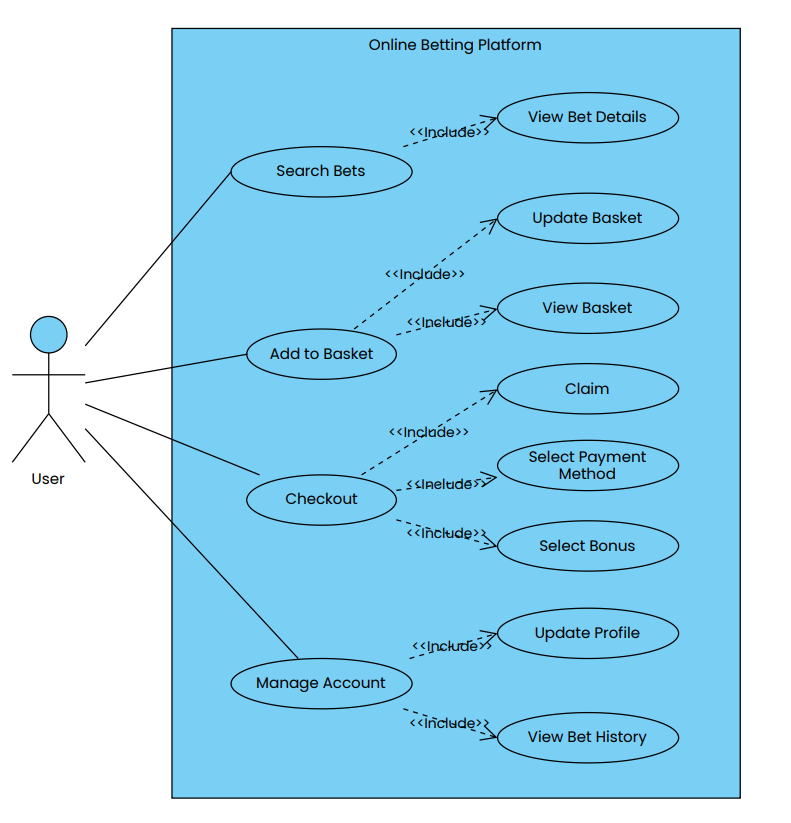 Online Betting Platform
View Bet Details
<<Include>>
Search Bets
Update Basket
<<Include>>
View Basket
<<Include>>
Add to Basket
Claim
<<Include>>
Select Payment
Method
<<Include>>
Checkout
<<Include>>
Select Bonus
User
Update Profile
<<Include>>
Manage Account
<<Include>>
View Bet History